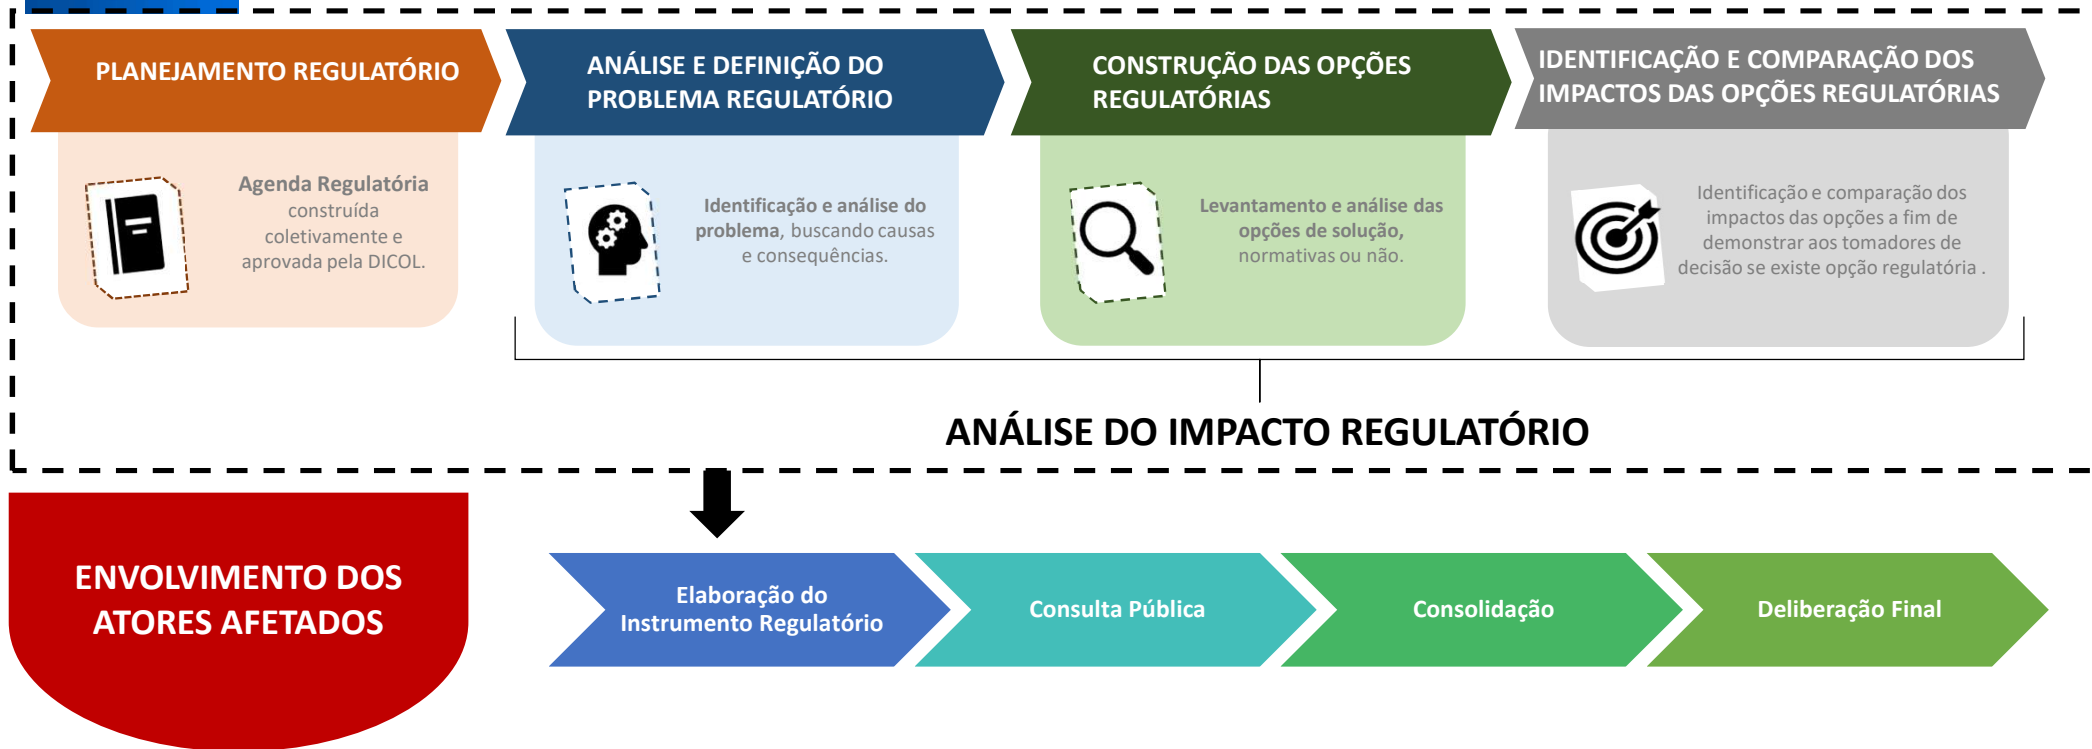 PLANEJAMENTO REGULATÓRIO
Agenda Regulatória
construída
coletivamente e
aprovada pela DICOL.
ANÁLISE E DEFINIÇÃO DO
PROBLEMA REGULATÓRIO
Identificação e análise do
problema, buscando causas
e consequências.
CONSTRUÇÃO DAS OPÇÕES
REGULATÓRIAS
Levantamento e análise das
opções de solução,
normativas ou não.
IDENTIFICAÇÃO E COMPARAÇÃO DOS
IMPACTOS DAS OPÇÕES REGULATÓRIAS
Identificação e comparação dos
impactos das opções a fim de
demonstrar aos tomadores de
decisão se existe opção regulatória .
ANÁLISE DO IMPACTO REGULATÓRIO
ENVOLVIMENTO DOS
ATORES AFETADOS
Elaboração do
Instrumento Regulatório
Consulta Pública
Consolidação
Deliberação Final